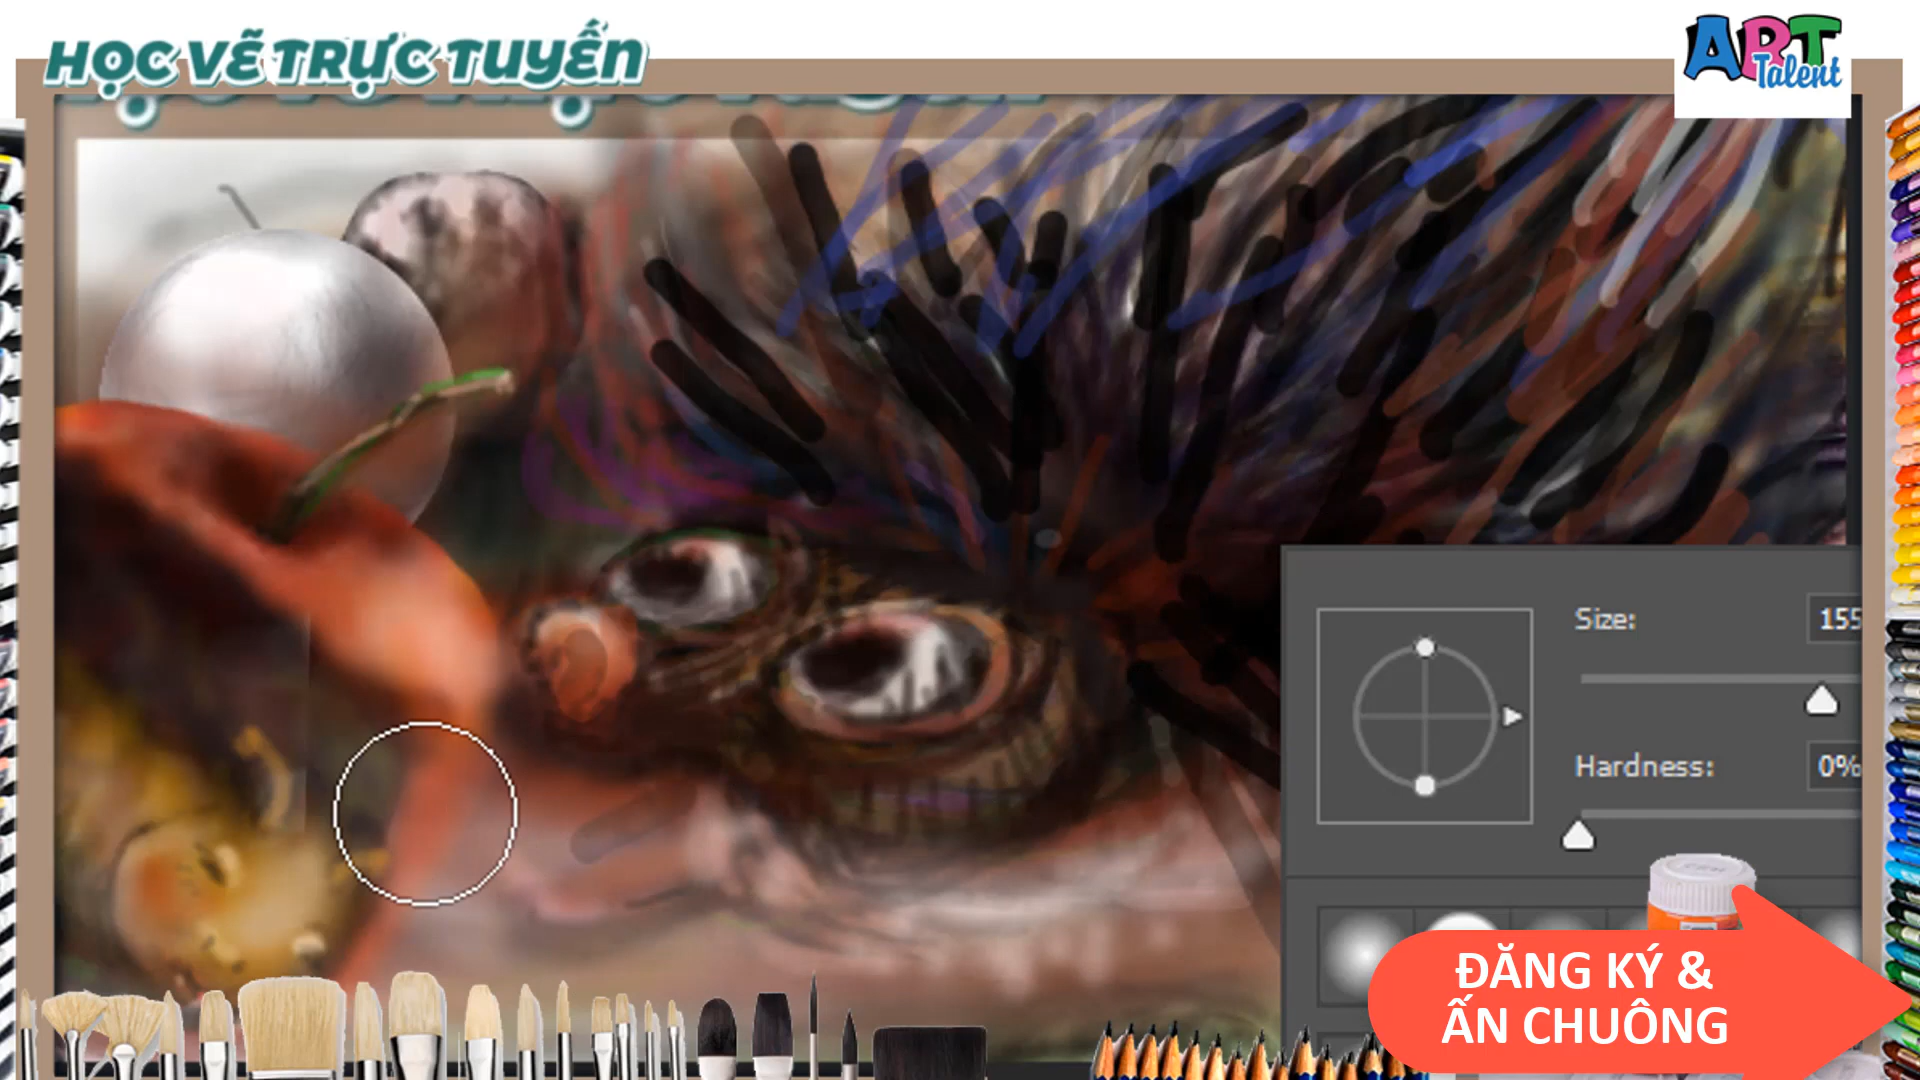 HỌC VẼ TRỰC TUYẾN
ART
Talent
Size:
155
Hardness:
0%
ĐĂNG KÝ &
ẤN CHUÔNG